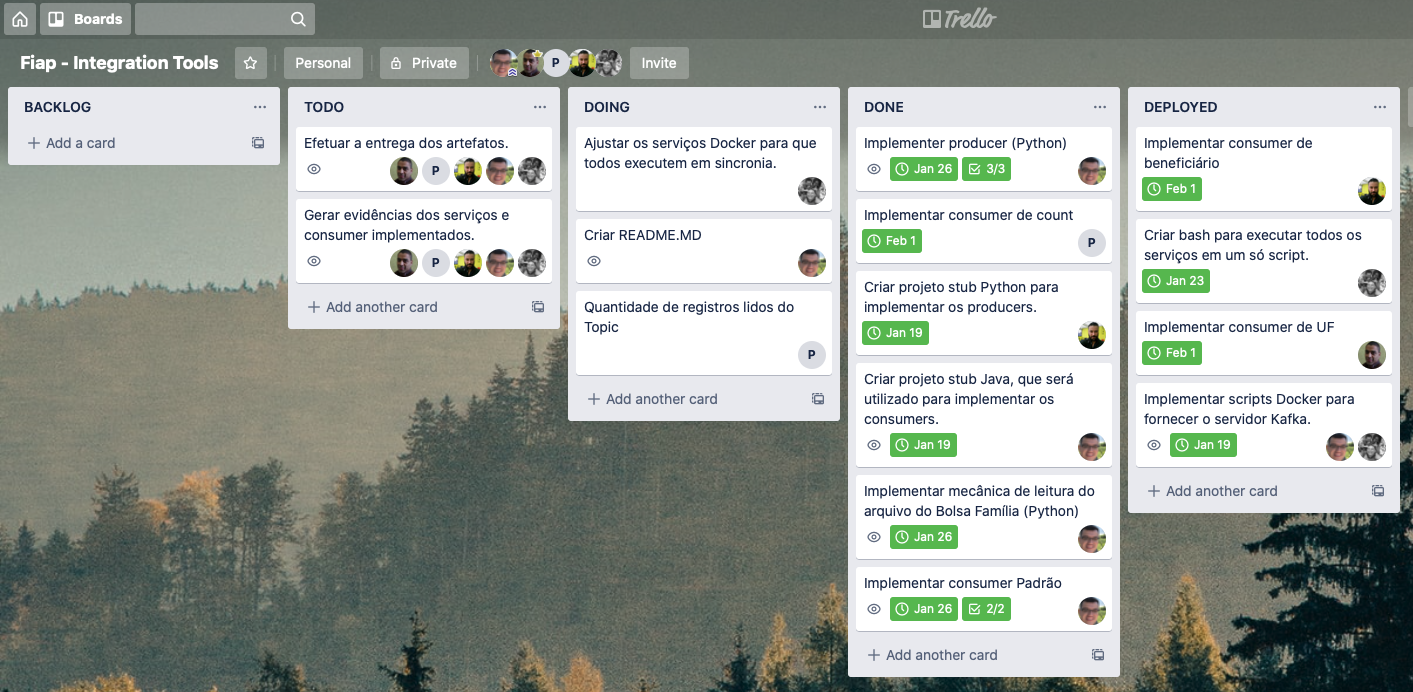 Boards
Trello
Fiap - Integration Tools
Personal
Private
P
Invite
BACKLOG
Add a card
TODO
Efetuar a entrega dos artefatos.
P
Gerar evidências dos serviços e
consumer implementados.
P
Add another card
DOING
Ajustar os serviços Docker para que
todos executem em sincronia.
Criar README.MD
Quantidade de registros lidos do
Topic
P
Add another card
DONE
Implementer producer (Python)
Jan 26 3/3
Implementar consumer de count
Feb 1
P
Criar projeto stub Python para
implementar os producers.
Jan 19
Criar projeto stub Java, que será
utilizado para implementar os
consumers.
Jan 19
Implementar mecânica de leitura do
arquivo do Bolsa Família (Python)
Jan 26
Implementar consumer Padrão
Jan 26 2/2
Add another card
DEPLOYED
Implementar consumer de
beneficiário
Feb 1
Criar bash para executar todos os
serviços em um só script.
Jan 23
Implementar consumer de UF
Feb 1
Implementar scripts Docker para
fornecer o servidor Kafka.
Jan 19
Add another card